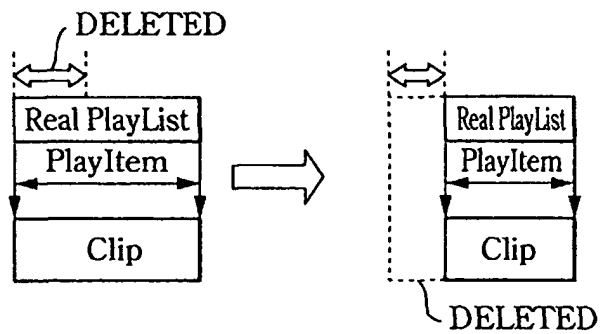 DELETED
Real PlayList
PlayItem
Clip
Real PlayList
PlayItem
Clip
DELETED